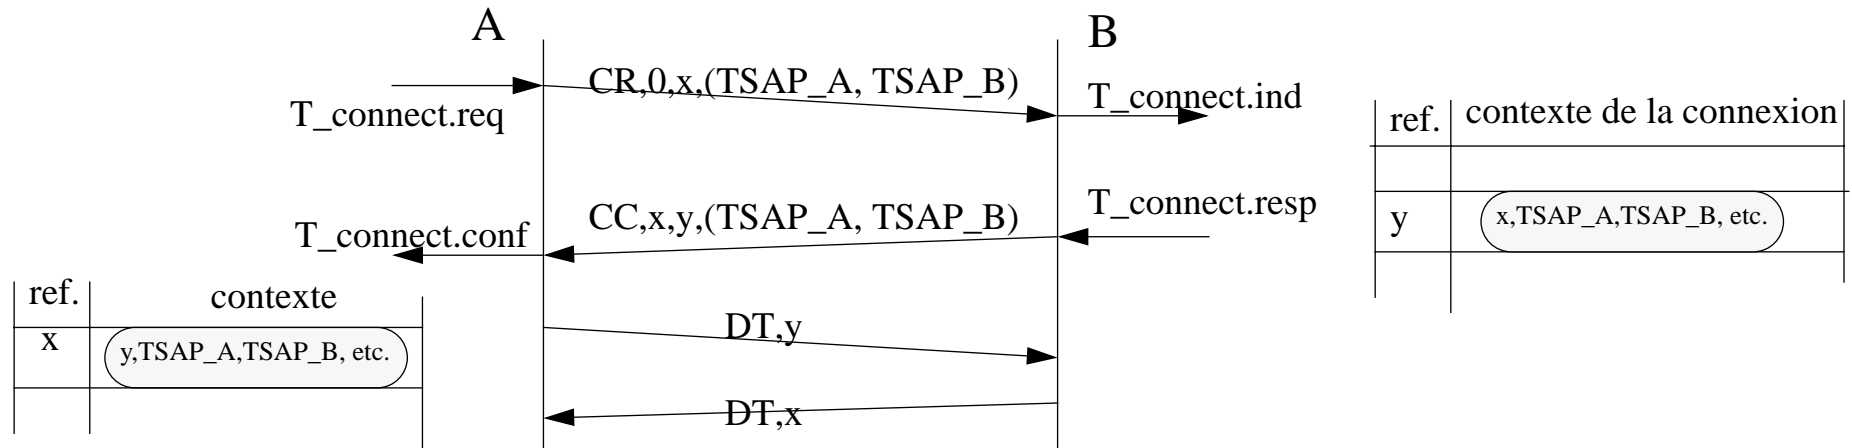 A
B
CR,0,x,(TSAP_A, TSAP_B)
T_connect.req
T_connect.ind
ref.
contexte de la connexion
CC,x,y,(TSAP_A, TSAP_B)
T_connect.resp
T_connect.conf
y
x,TSAP_A,TSAP_B, etc.
ref.
contexte
x
y,TSAP_A,TSAP_B, etc.
DT,y
DT,x